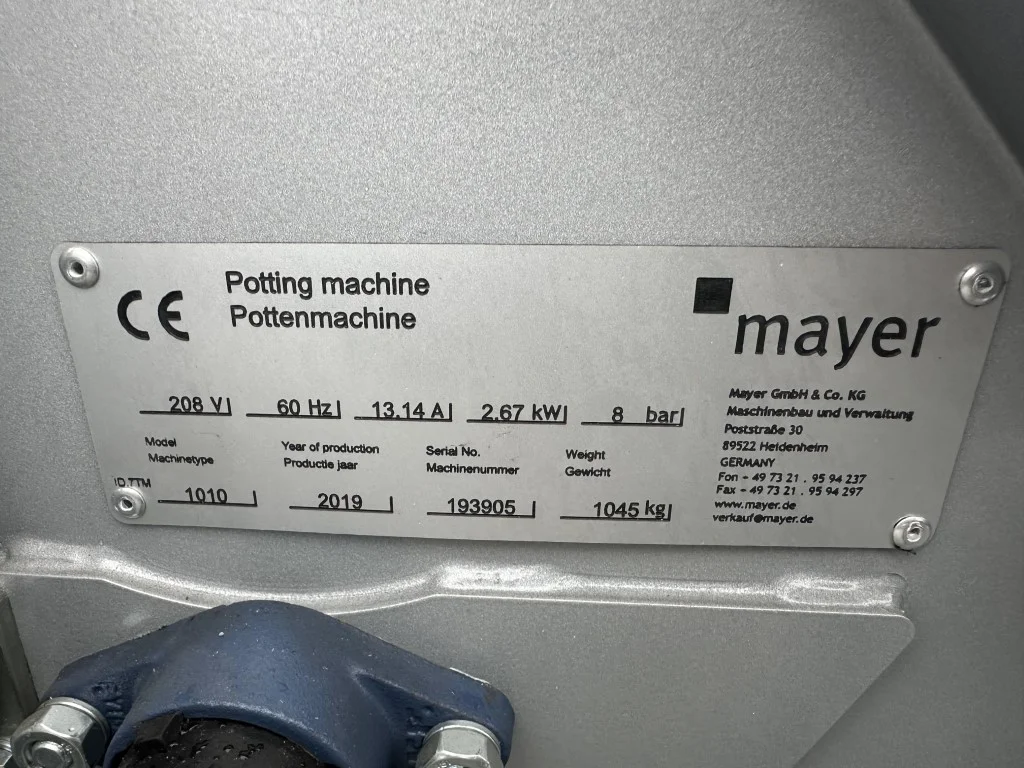 CE
Potting machine
Pottenmachine
mayer
208 V 60 Hz 13.14 A 2.67 kW 8 bar
Model Year of production Serial No. Weight
Machinetype Productie jaar Machinenummer Gewicht
ID.TTM 1010 2019 193905 1045 kg
Mayer GmbH & Co. KG
Maschinenbau und Verwaltung
Poststraße 30
89522 Heidenheim
GERMANY
Fon - 49 73 21 . 95 94 237
Fax - 49 73 21 . 95 94 297
www.mayer.de
verkauf@mayer.de